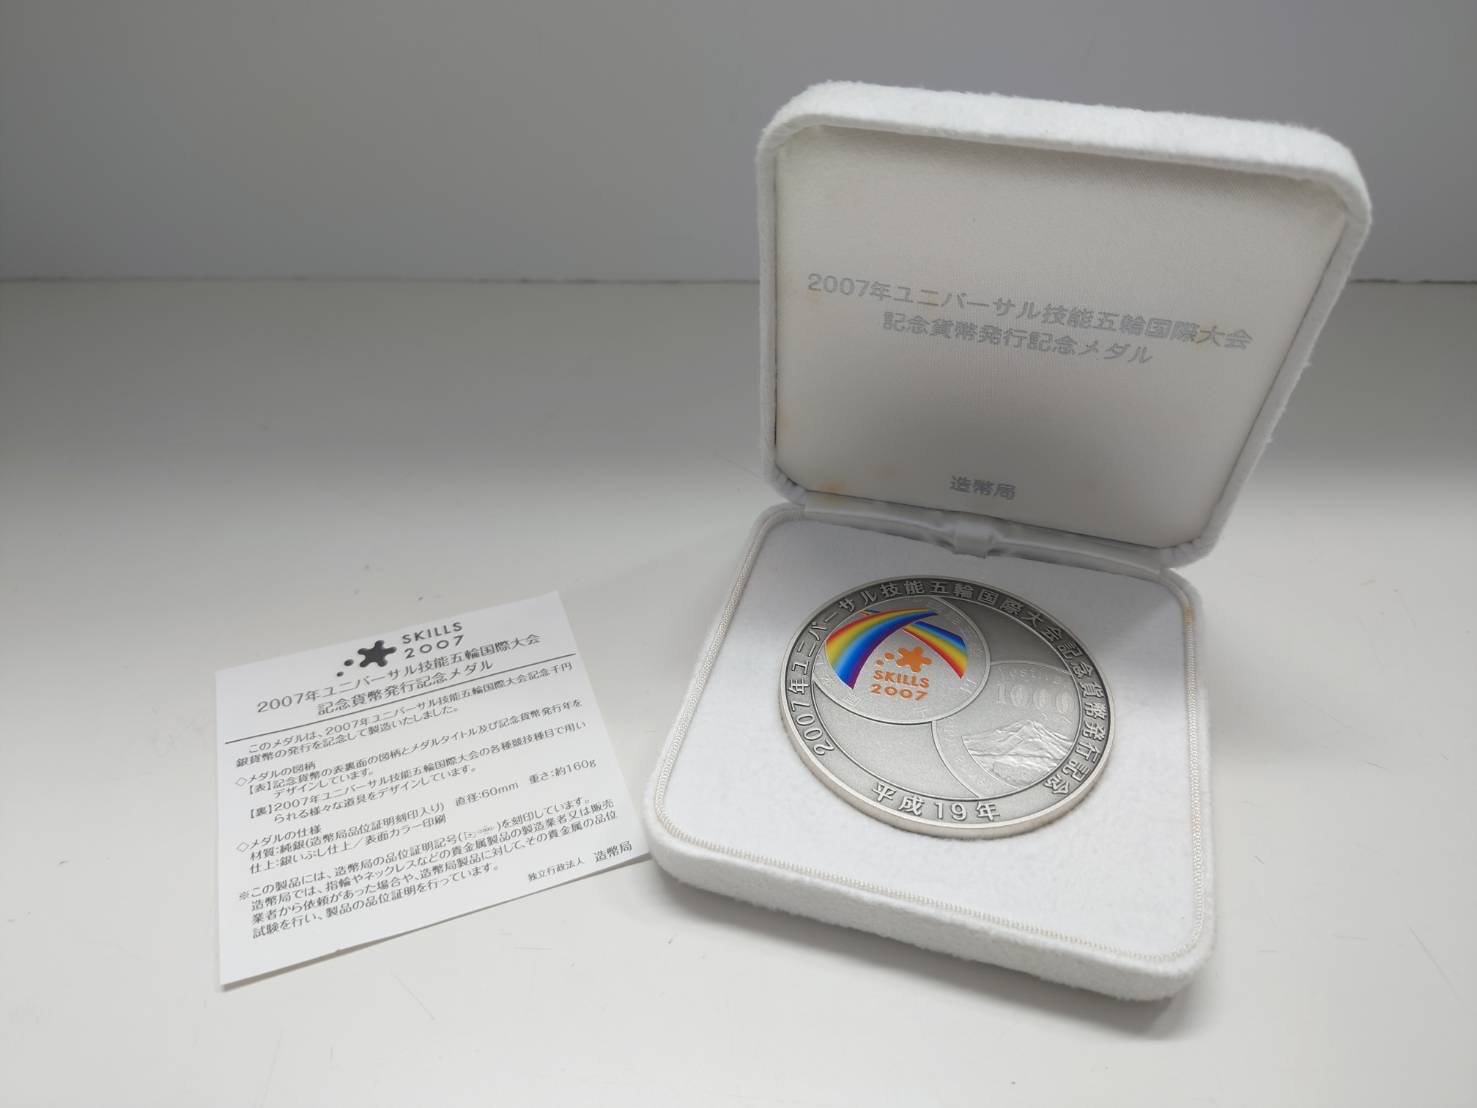 2007年ユニバーサル技能五輪国際大会
記念貨幣発行記念メダル
造幣局
2007年ユニバーサル技能五輪国際大会記念貨幣発行記念
SKILLS
2007
1000
平成19年
SKILLS
2007
2007年ユニバーサル技能五輪国際大会
記念貨幣発行記念メダル
このメダルは、2007年ユニバーサル技能五輪国際大会記念千円
銀貨幣の発行を記念して製造いたしました。
◇メダルの図柄
【表】記念貨幣の表裏面の図柄とメダルタイトル及び記念貨幣発行年を
デザインしています。
【裏】2007年ユニバーサル技能五輪国際大会の各種競技種目で用い
られる様々な道具をデザインしています。
◇メダルの仕様
材質:純銀(造幣局品位証明刻印入り) 直径:60mm 重さ:約160g
仕上:銀いぶし仕上/表面カラー印刷
※この製品には、造幣局の品位証明記号( )を刻印しています。
造幣局では、指輪やネックレスなどの貴金属製品の製造業者又は販売
業者から依頼があった場合や、造幣局製品に対して、その貴金属の品位
試験を行い、製品の品位証明を行っています。
独立行政法人 造幣局